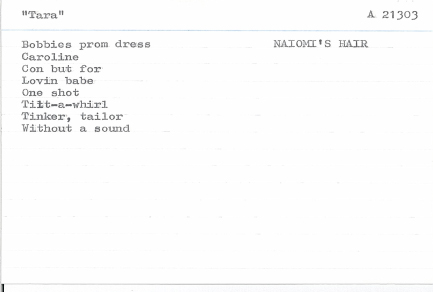 "Tara" A 21303
Bobbies prom dress NAIOMI'S HAIR
Caroline
Con but for
Lovin babe
One shot
Tilt-a-whirl
Tinker, tailor
Without a sound